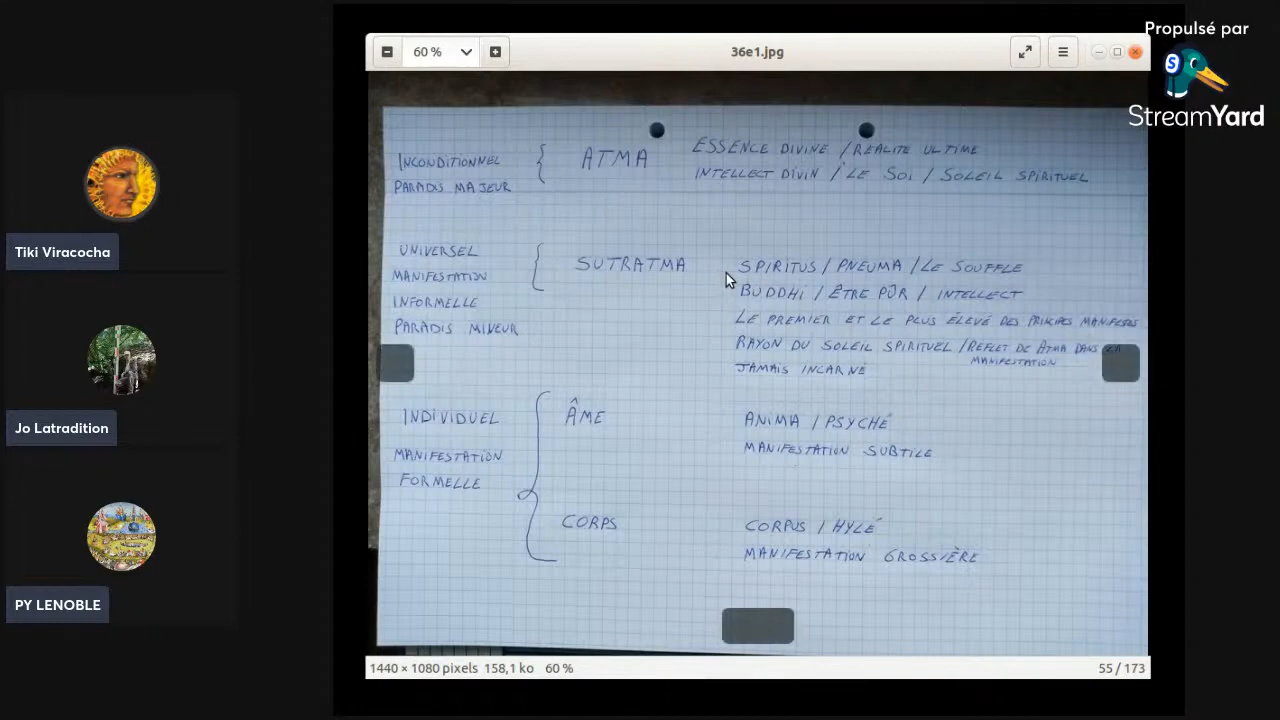 Propulsé par
StreamYard
60 %
36e1.jpg
INCONDITIONNEL
PARADIS MAJEUR
ATMA
ESSENCE DIVINE / RÉALITÉ ULTIME
INTELLECT DIVIN / LE SOI / SOLEIL SPIRITUEL
UNIVERSEL
MANIFESTATION
INFORMELLE
PARADIS MINEUR
SUTRATMA
SPIRITUS / PNEUMA / LE SOUFFLE
BUDDHI / ÊTRE PÛR / INTELLECT
LE PREMIER ET LE PLUS ÉLEVÉ DES PRINCIPES MANIFESTÉS
RAYON DU SOLEIL SPIRITUEL / REFLET DE ATMA DANS LA
MANIFESTATION
JAMAIS INCARNÉ
INDIVIDUEL
MANIFESTATION
FORMELLE
ÂME
ANIMA / PSYCHÉ
MANIFESTATION SUBTILE
CORPS
CORPUS / HYLÉ
MANIFESTATION GROSSIÈRE
1440 × 1080 pixels 158,1 ko 60 %
55 / 173
Tiki Viracocha
Jo Latradition
PY LENOBLE